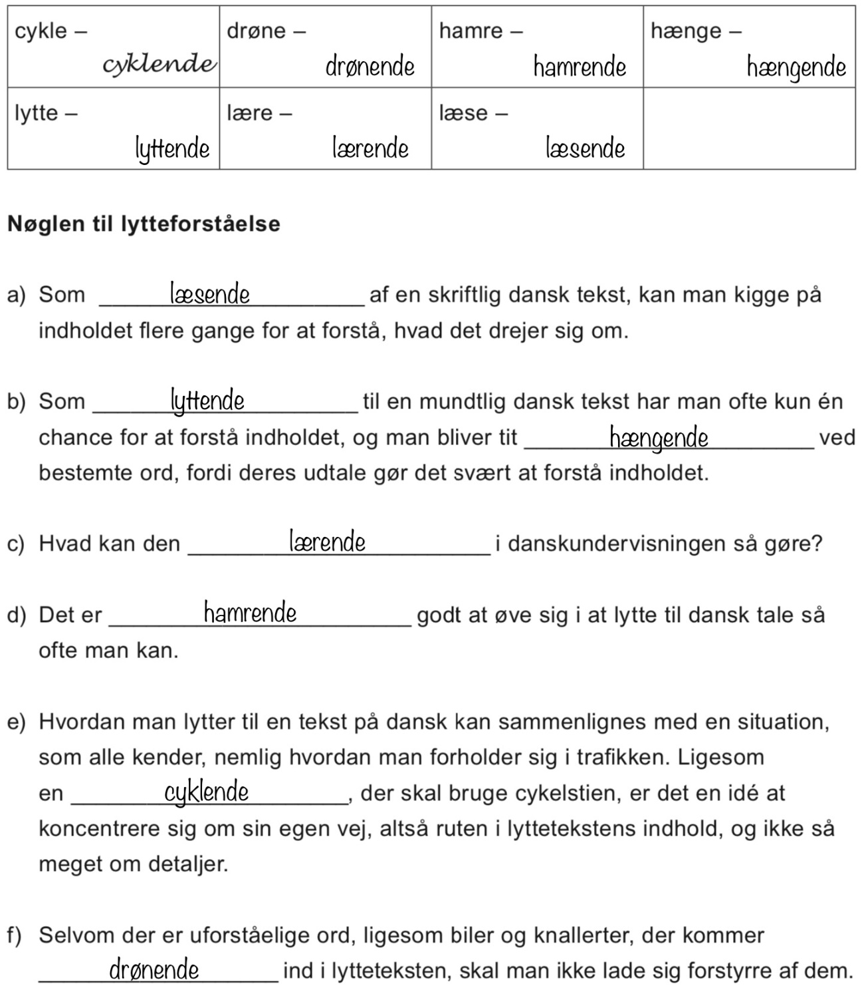 cykle – drøne – hamre – hænge –
cyklende drønende hamrende hængende
lytte – lære – læse –
lyttende lærende læsende
Nøglen til lytteforståelse
a) Som læsende af en skriftlig dansk tekst, kan man kigge på
indholdet flere gange for at forstå, hvad det drejer sig om.
b) Som lyttende til en mundtlig dansk tekst har man ofte kun én
chance for at forstå indholdet, og man bliver tit hængende ved
bestemte ord, fordi deres udtale gør det svært at forstå indholdet.
c) Hvad kan den lærende i danskundervisningen så gøre?
d) Det er hamrende godt at øve sig i at lytte til dansk tale så
ofte man kan.
e) Hvordan man lytter til en tekst på dansk kan sammenlignes med en situation,
som alle kender, nemlig hvordan man forholder sig i trafikken. Ligesom
en cyklende, der skal bruge cykelstien, er det en idé at
koncentrere sig om sin egen vej, altså ruten i lyttetekstens indhold, og ikke så
meget om detaljer.
f) Selvom der er uforståelige ord, ligesom biler og knallerter, der kommer
drønende ind i lytteteksten, skal man ikke lade sig forstyrre af dem.